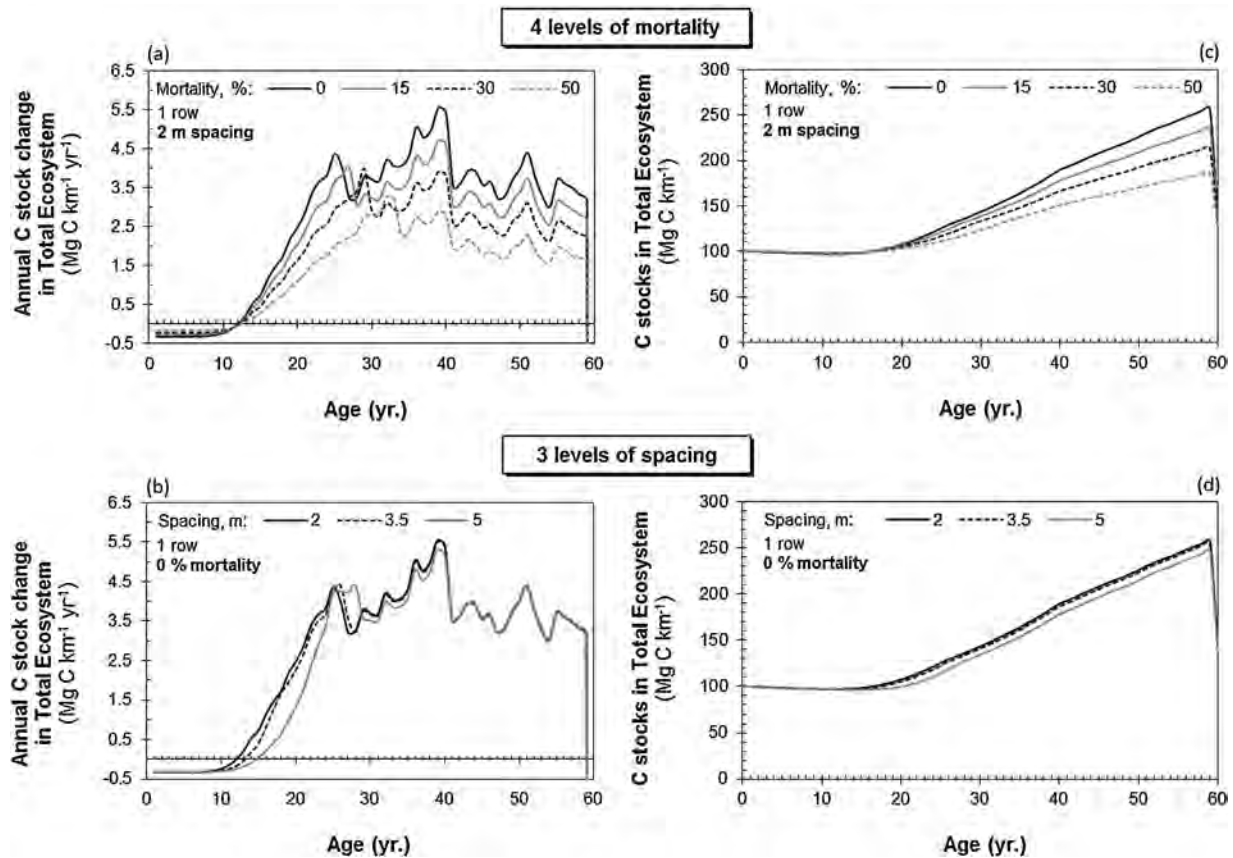 4 levels of mortality
(a)
Annual C stock change
in Total Ecosystem
(Mg C km-1 yr-1)
6.5
5.5
4.5
3.5
2.5
1.5
0.5
-0.5
Mortality, %: 0 15 30 50
1 row
2 m spacing
0 10 20 30 40 50 60
Age (yr.)
(c)
C stocks in Total Ecosystem
(Mg C km-1)
300
250
200
150
100
50
0
Mortality, %: 0 15 30 50
1 row
2 m spacing
0 10 20 30 40 50 60
Age (yr.)
3 levels of spacing
(b)
Annual C stock change
in Total Ecosystem
(Mg C km-1 yr-1)
6.5
5.5
4.5
3.5
2.5
1.5
0.5
-0.5
Spacing, m: 2 3.5 5
1 row
0 % mortality
0 10 20 30 40 50 60
Age (yr.)
(d)
C stocks in Total Ecosystem
(Mg C km-1)
300
250
200
150
100
50
0
Spacing, m: 2 3.5 5
1 row
0 % mortality
0 10 20 30 40 50 60
Age (yr.)